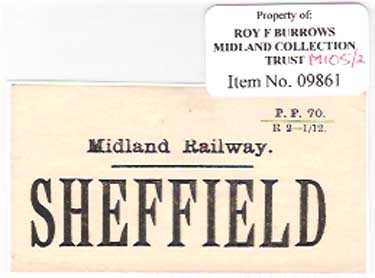 Property of:
ROY F BURROWS
MIDLAND COLLECTION
TRUST M105/2
Item No. 09861
P. F. 70.
R 2—1/12.
Midland Railway.
SHEFFIELD